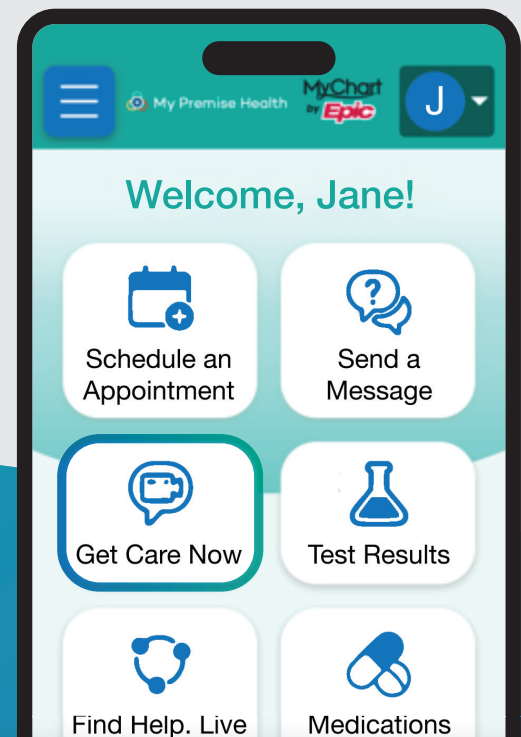 My Premise Health
MyChart
by Epic
J
Welcome, Jane!
Schedule an
Appointment
Send a
Message
?
Get Care Now
Test Results
Find Help. Live
Medications